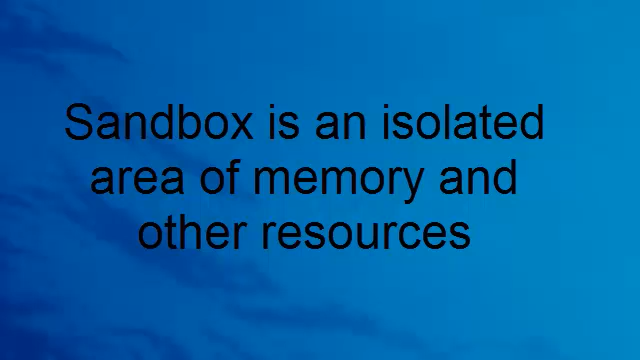 Sandbox is an isolated
area of memory and
other resources